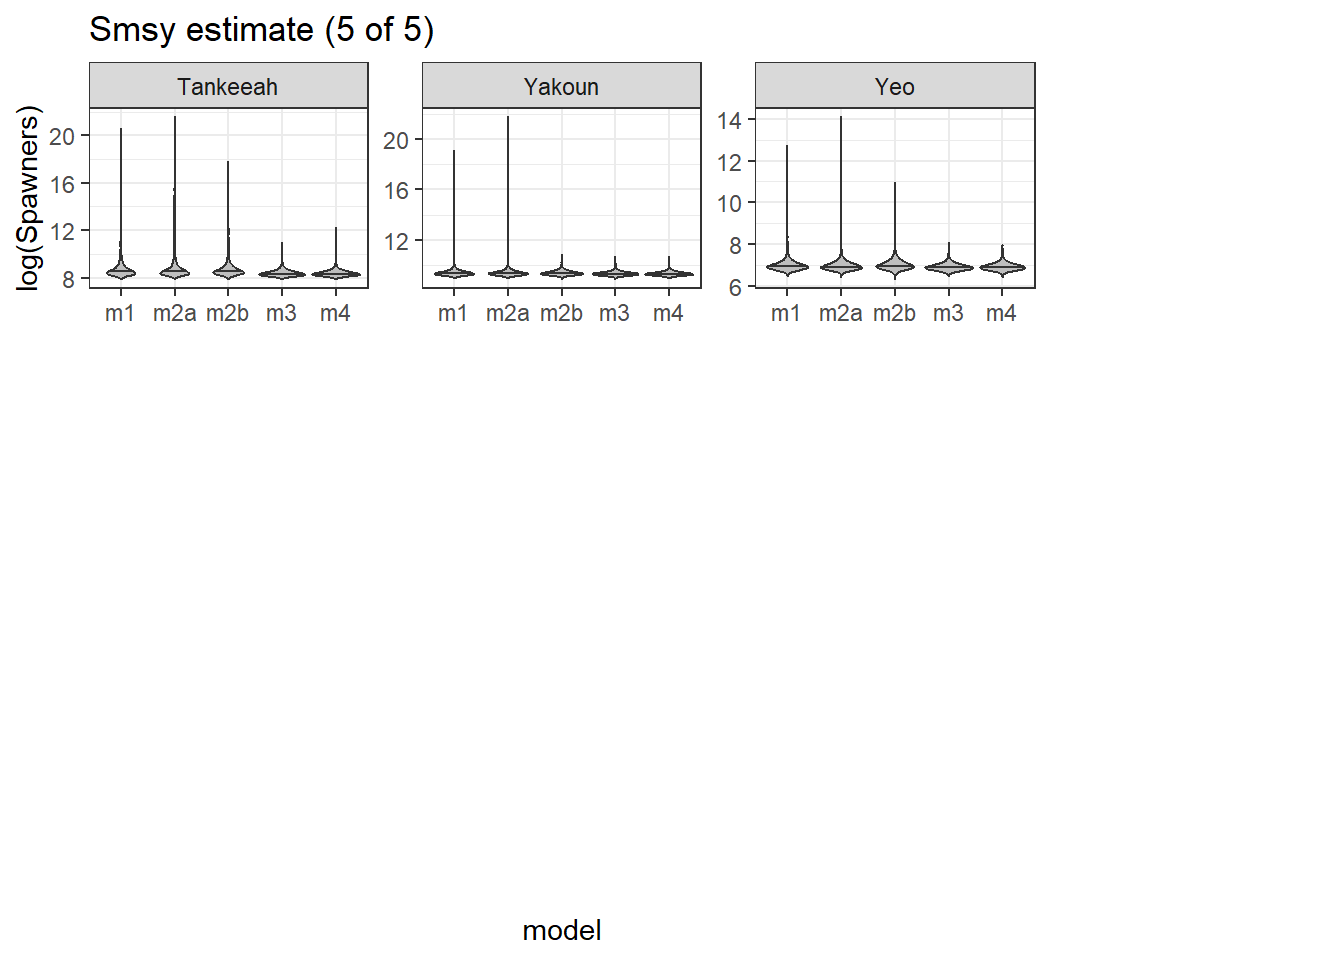 Smsy estimate (5 of 5)
Tankeeah
Yakoun
Yeo
log(Spawners)
20
16
12
8
20
16
12
14
12
10
8
6
m1 m2a m2b m3 m4
m1 m2a m2b m3 m4
m1 m2a m2b m3 m4
model